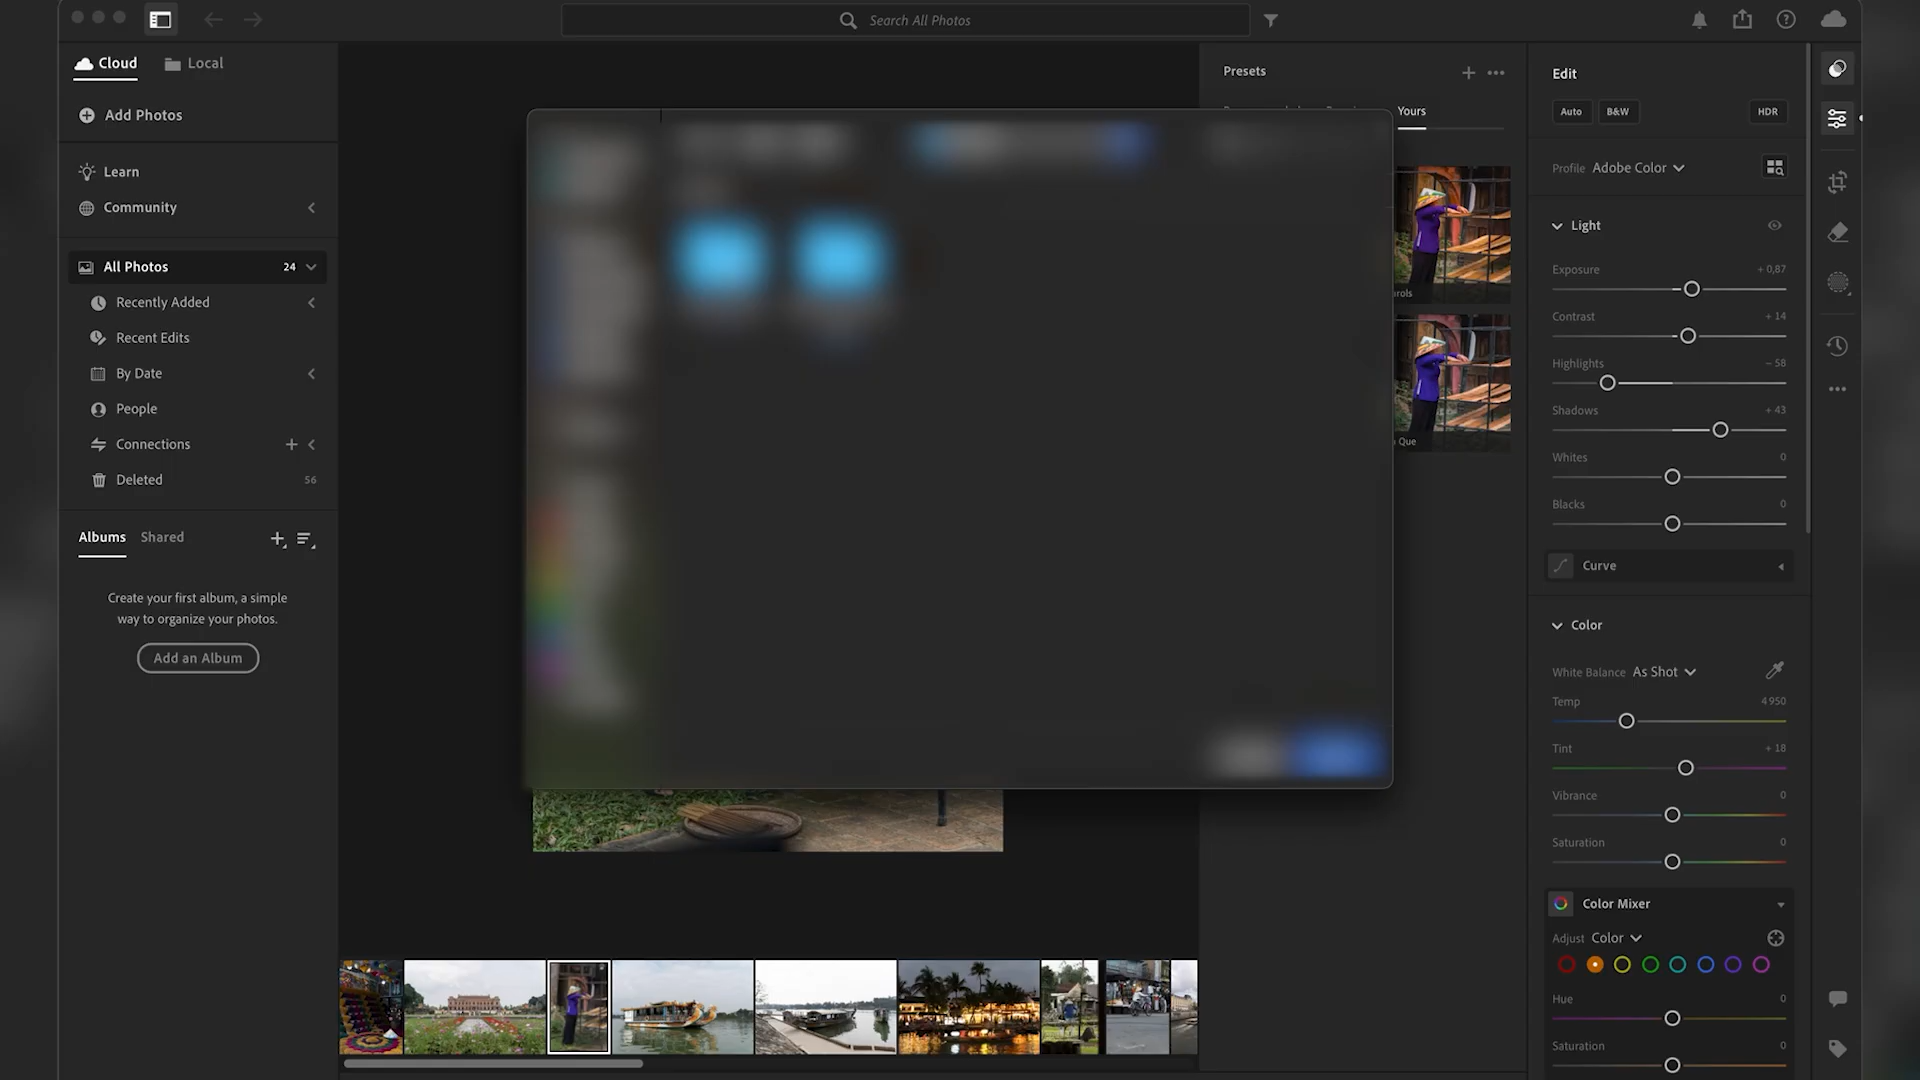 Search All Photos
Cloud
Local
Add Photos
Learn
Community
All Photos
24
Recently Added
Recent Edits
By Date
People
Connections
Deleted
56
Albums
Shared
Create your first album, a simple
way to organize your photos.
Add an Album
Presets
Yours
Que
Edit
Auto
B&W
HDR
Profile Adobe Color
Light
Exposure
+ 0,87
Contrast
+ 14
Highlights
– 58
Shadows
+ 43
Whites
0
Blacks
0
Curve
Color
White Balance As Shot
Temp
4 950
Tint
+ 18
Vibrance
0
Saturation
0
Color Mixer
Adjust Color
Hue
0
Saturation
0